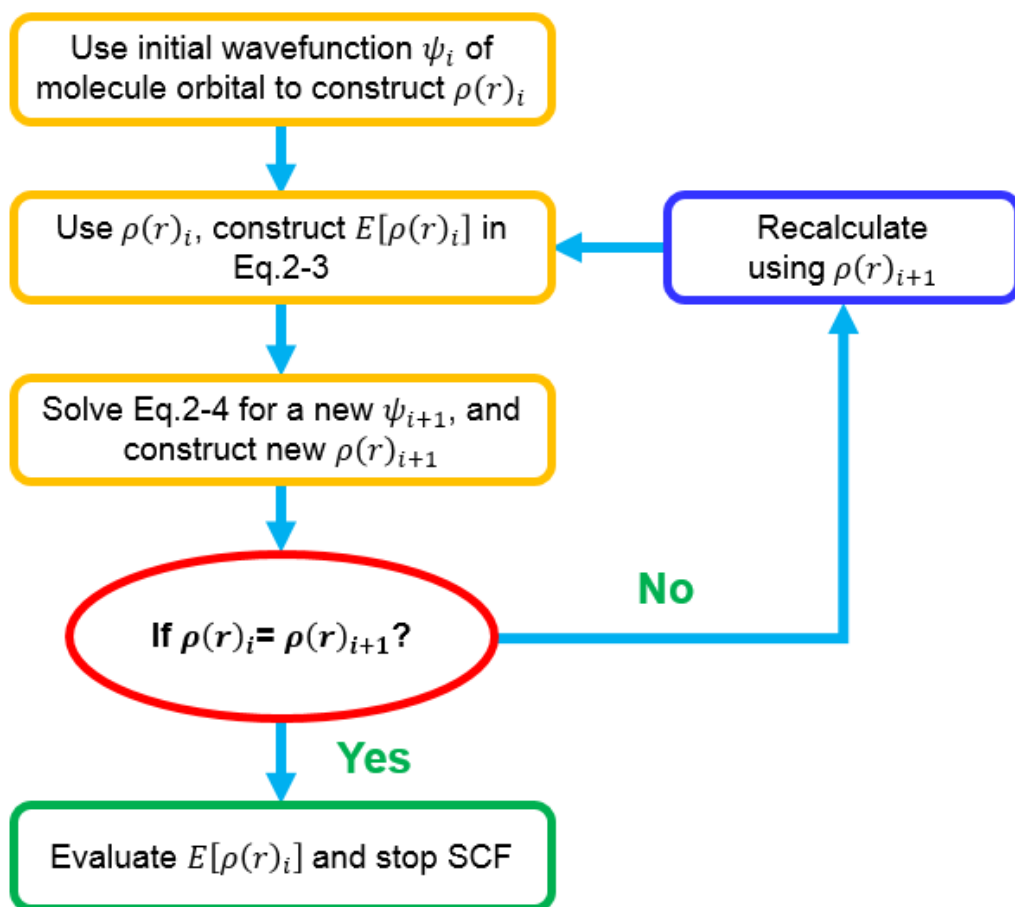 Use initial wavefunction ψᵢ of
molecule orbital to construct ρ(r)ᵢ
Use ρ(r)ᵢ, construct E[ρ(r)ᵢ] in
Eq.2-3
Recalculate
using ρ(r)ᵢ₊₁
Solve Eq.2-4 for a new ψᵢ₊₁, and
construct new ρ(r)ᵢ₊₁
If ρ(r)ᵢ= ρ(r)ᵢ₊₁?
No
Yes
Evaluate E[ρ(r)ᵢ] and stop SCF